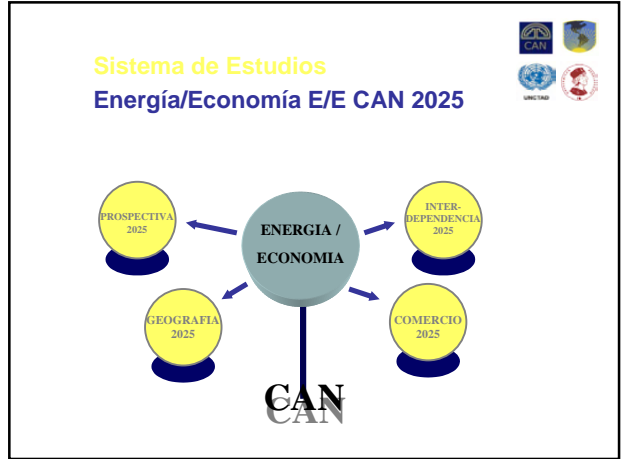 CAN
Sistema de Estudios
Energía/Economía E/E CAN 2025
UNCTAD
PROSPECTIVA
2025
ENERGIA /
ECONOMIA
INTER-
DEPENDENCIA
2025
GEOGRAFIA
2025
COMERCIO
2025
CAN